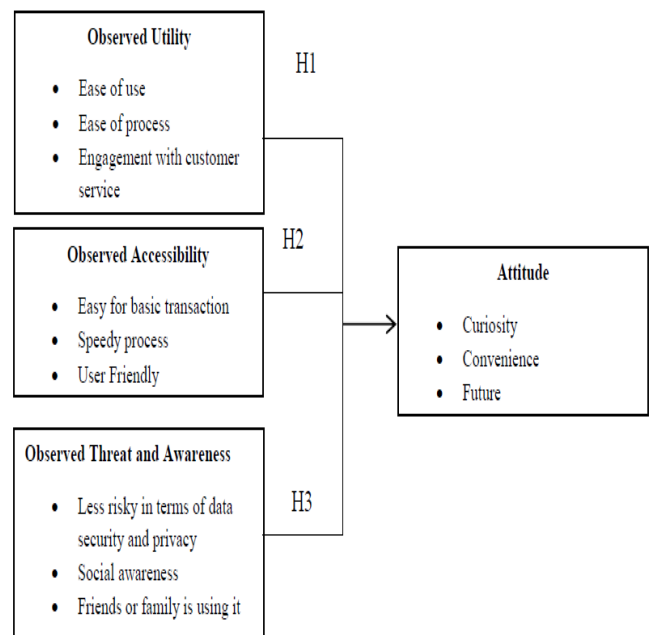 Observed Utility
• Ease of use
• Ease of process
• Engagement with customer
service
H1
Observed Accessibility
• Easy for basic transaction
• Speedy process
• User Friendly
H2
Observed Threat and Awareness
• Less risky in terms of data
security and privacy
• Social awareness
• Friends or family is using it
H3
Attitude
• Curiosity
• Convenience
• Future